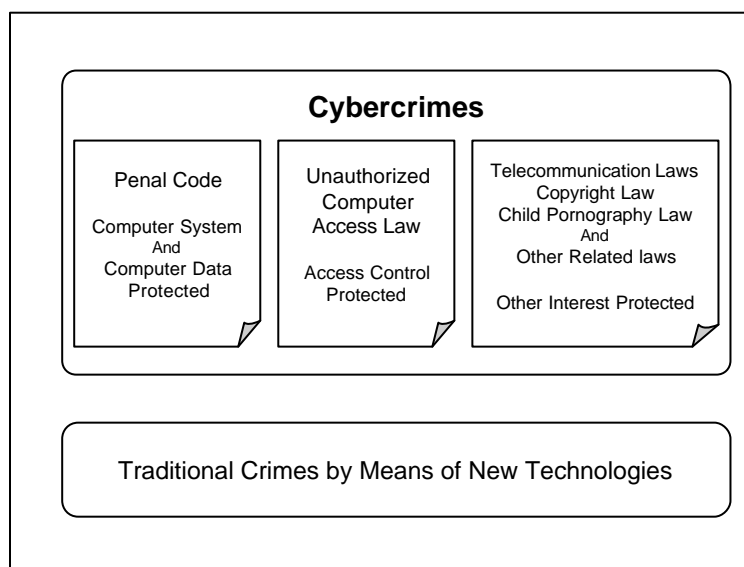 Cybercrimes
Penal Code
Computer System
And
Computer Data
Protected
Unauthorized
Computer
Access Law
Access Control
Protected
Telecommunication Laws
Copyright Law
Child Pornography Law
And
Other Related laws
Other Interest Protected
Traditional Crimes by Means of New Technologies